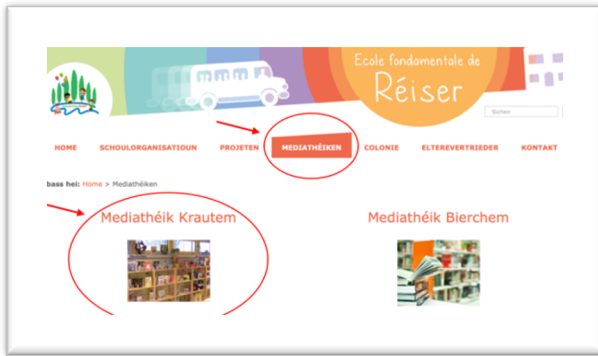 Ecole fondamentale de
Réiser
Sichen
HOME SCHOULORGANISATIOUN PROJETEN MEDIATHÉIKEN COLONIE ELTEREVERTRIEDER KONTAKT
bass hei: Home > Mediathéiken
Mediathéik Krautem Mediathéik Bierchem